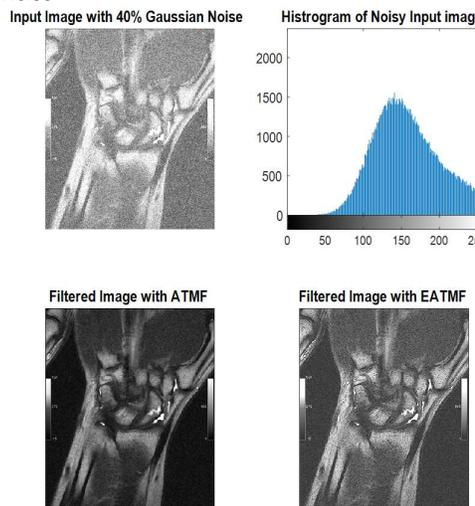 Input Image with 40% Gaussian Noise
Histrogram of Noisy Input imag
2000
1500
1000
500
0
0 50 100 150 200
Filtered Image with ATMF
Filtered Image with EATMF